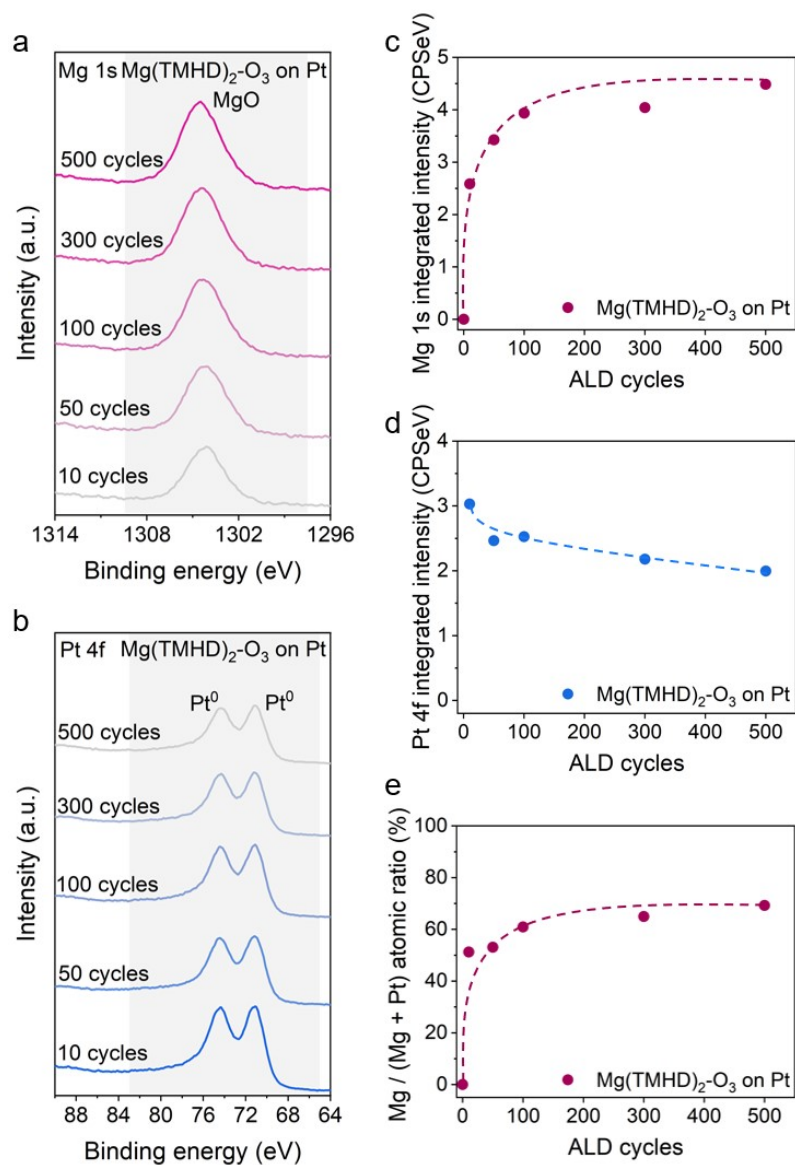 a
Mg 1s Mg(TMHD)₂-O₃ on Pt
MgO
500 cycles
300 cycles
100 cycles
50 cycles
10 cycles
Intensity (a.u.)
1314 1308 1302 1296
Binding energy (eV)
b
Pt 4f Mg(TMHD)₂-O₃ on Pt
Pt⁰ Pt⁰
500 cycles
300 cycles
100 cycles
50 cycles
10 cycles
Intensity (a.u.)
88 84 80 76 72 68 64
Binding energy (eV)
c
Mg 1s integrated intensity (CPSeV)
5
4
3
2
1
0
Mg(TMHD)₂-O₃ on Pt
0 100 200 300 400 500
ALD cycles
d
Pt 4f integrated intensity (CPSeV)
4
3
2
1
0
Mg(TMHD)₂-O₃ on Pt
0 100 200 300 400 500
ALD cycles
e
Mg / (Mg + Pt) atomic ratio (%)
100
80
60
40
20
0
Mg(TMHD)₂-O₃ on Pt
0 100 200 300 400 500
ALD cycles